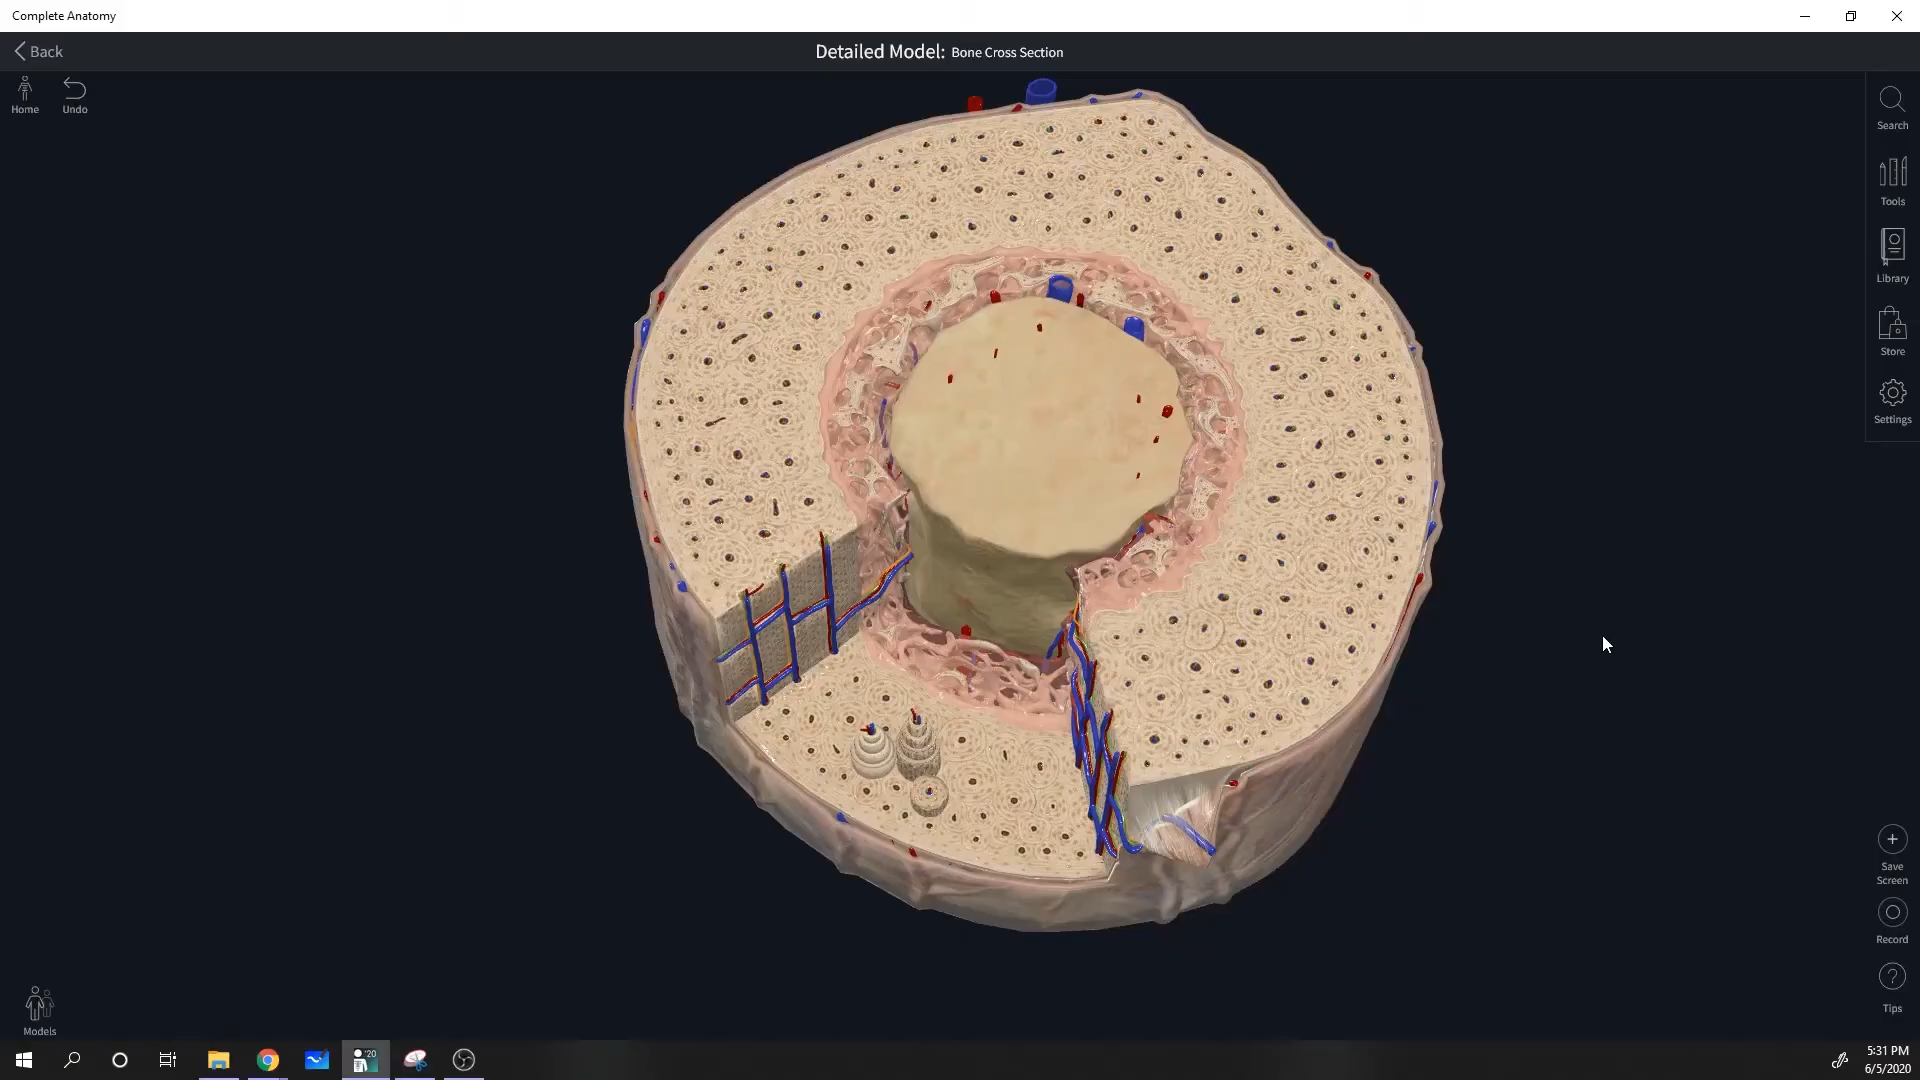 Complete Anatomy
Back
Detailed Model: Bone Cross Section
Home
Undo
Search
Tools
Library
Store
Settings
Save
Screen
Record
?
Tips
Models
'20
5:31 PM
6/5/2020